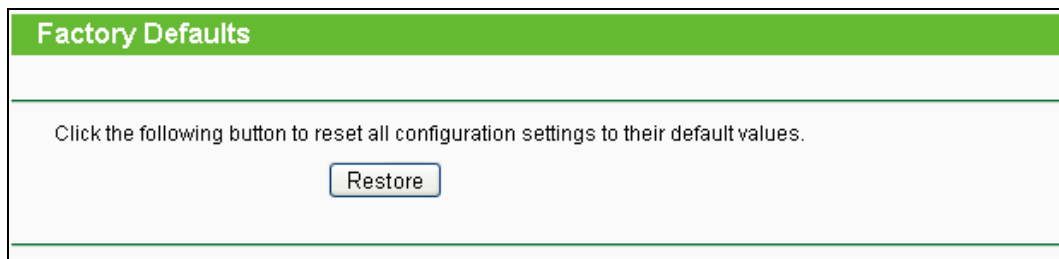 Factory Defaults
Click the following button to reset all configuration settings to their default values.
Restore